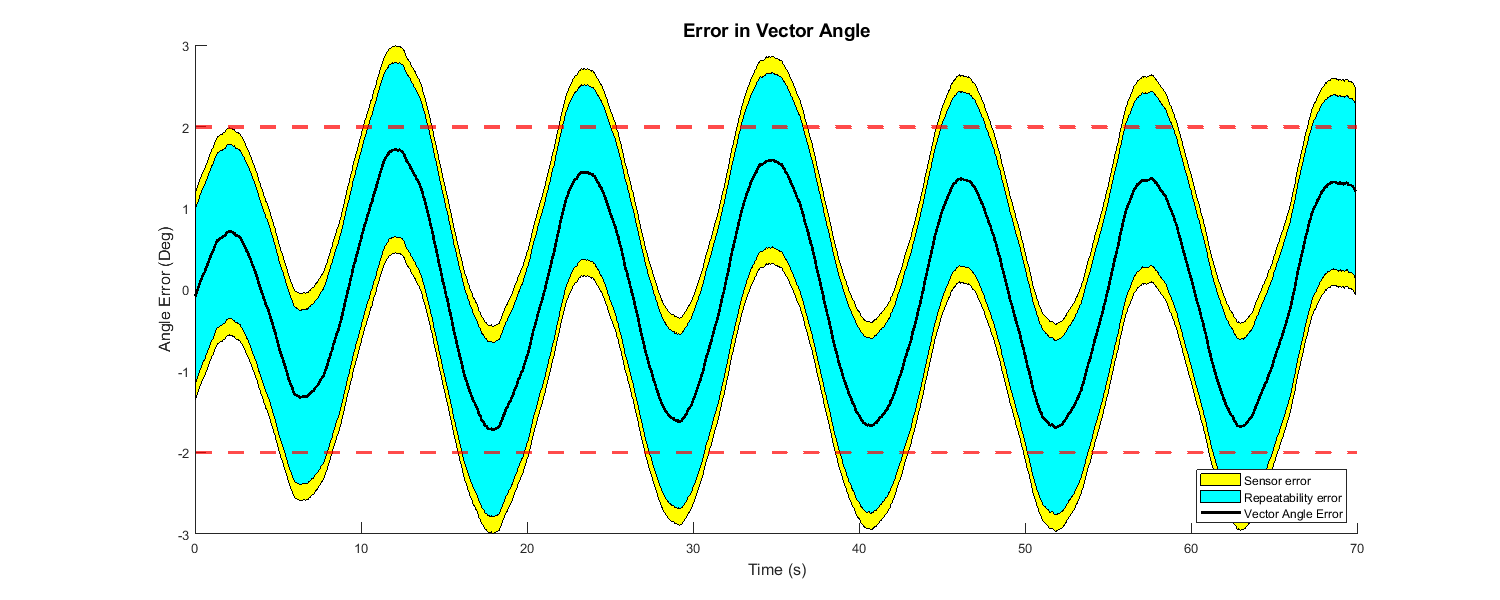 Error in Vector Angle
3
2
1
0
-1
-2
-3
Angle Error (Deg)
Sensor error
Repeatability error
Vector Angle Error
0 10 20 30 40 50 60 70
Time (s)